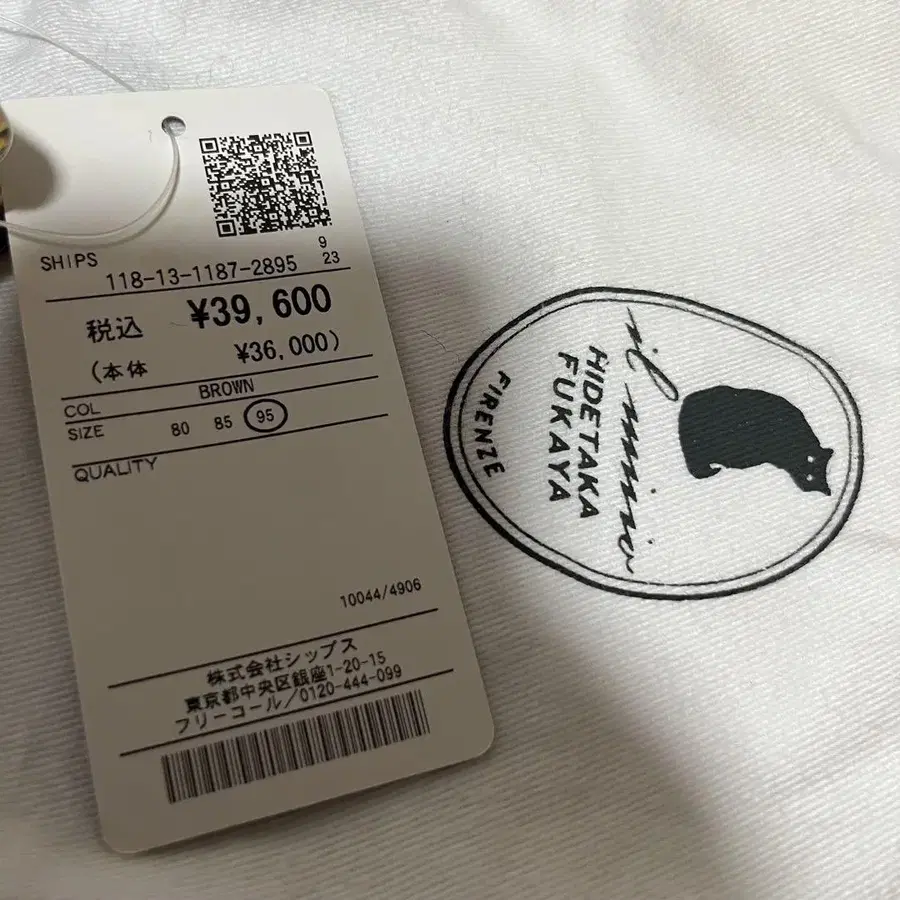 SHIPS
9
118-13-1187-2895 23
税込 ¥39,600
(本体 ¥36,000)
COL BROWN
SIZE 80 85 95
QUALITY
10044/4906
株式会社シップス
東京都中央区銀座1-20-15
フリーコール/0120-444-099
il micio
HIDETAKA
FUKAYA
FIRENZE